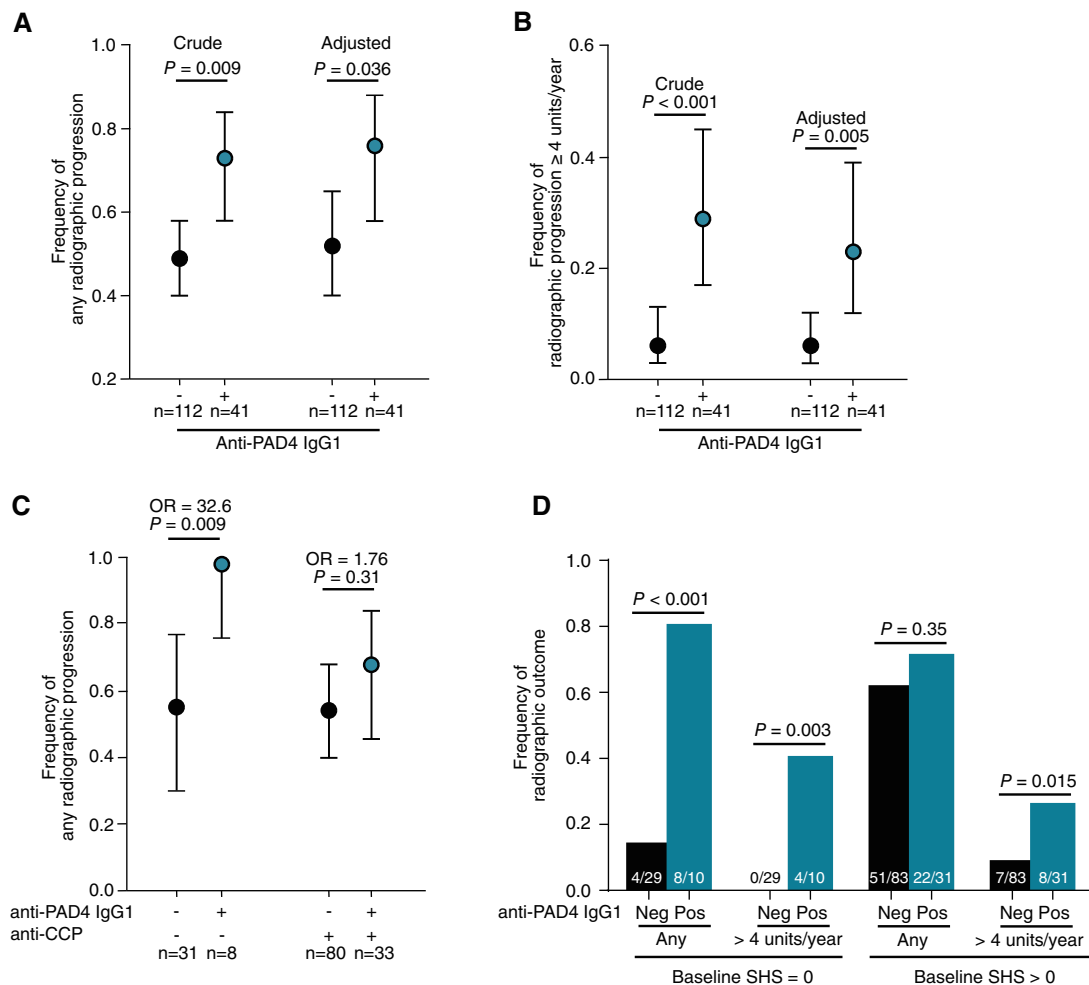 A
Frequency of
any radiographic progression
1.0
0.8
0.6
0.4
0.2
Crude
P = 0.009
Adjusted
P = 0.036
- + - +
n=112 n=41 n=112 n=41
Anti-PAD4 IgG1
B
Frequency of
radiographic progression ≥ 4 units/year
0.6
0.4
0.2
0.0
Crude
P < 0.001
Adjusted
P = 0.005
- + - +
n=112 n=41 n=112 n=41
Anti-PAD4 IgG1
C
Frequency of
any radiographic progression
1.0
0.8
0.6
0.4
0.2
0.0
OR = 32.6
P = 0.009
OR = 1.76
P = 0.31
anti-PAD4 IgG1 - + - +
anti-CCP - - + +
n=31 n=8 n=80 n=33
D
Frequency of
radiographic outcome
1.0
0.8
0.6
0.4
0.2
0.0
P < 0.001
P = 0.003
P = 0.35
P = 0.015
4/29 8/10 0/29 4/10 51/83 22/31 7/83 8/31
anti-PAD4 IgG1 Neg Pos Neg Pos Neg Pos Neg Pos
Any > 4 units/year Any > 4 units/year
Baseline SHS = 0 Baseline SHS > 0